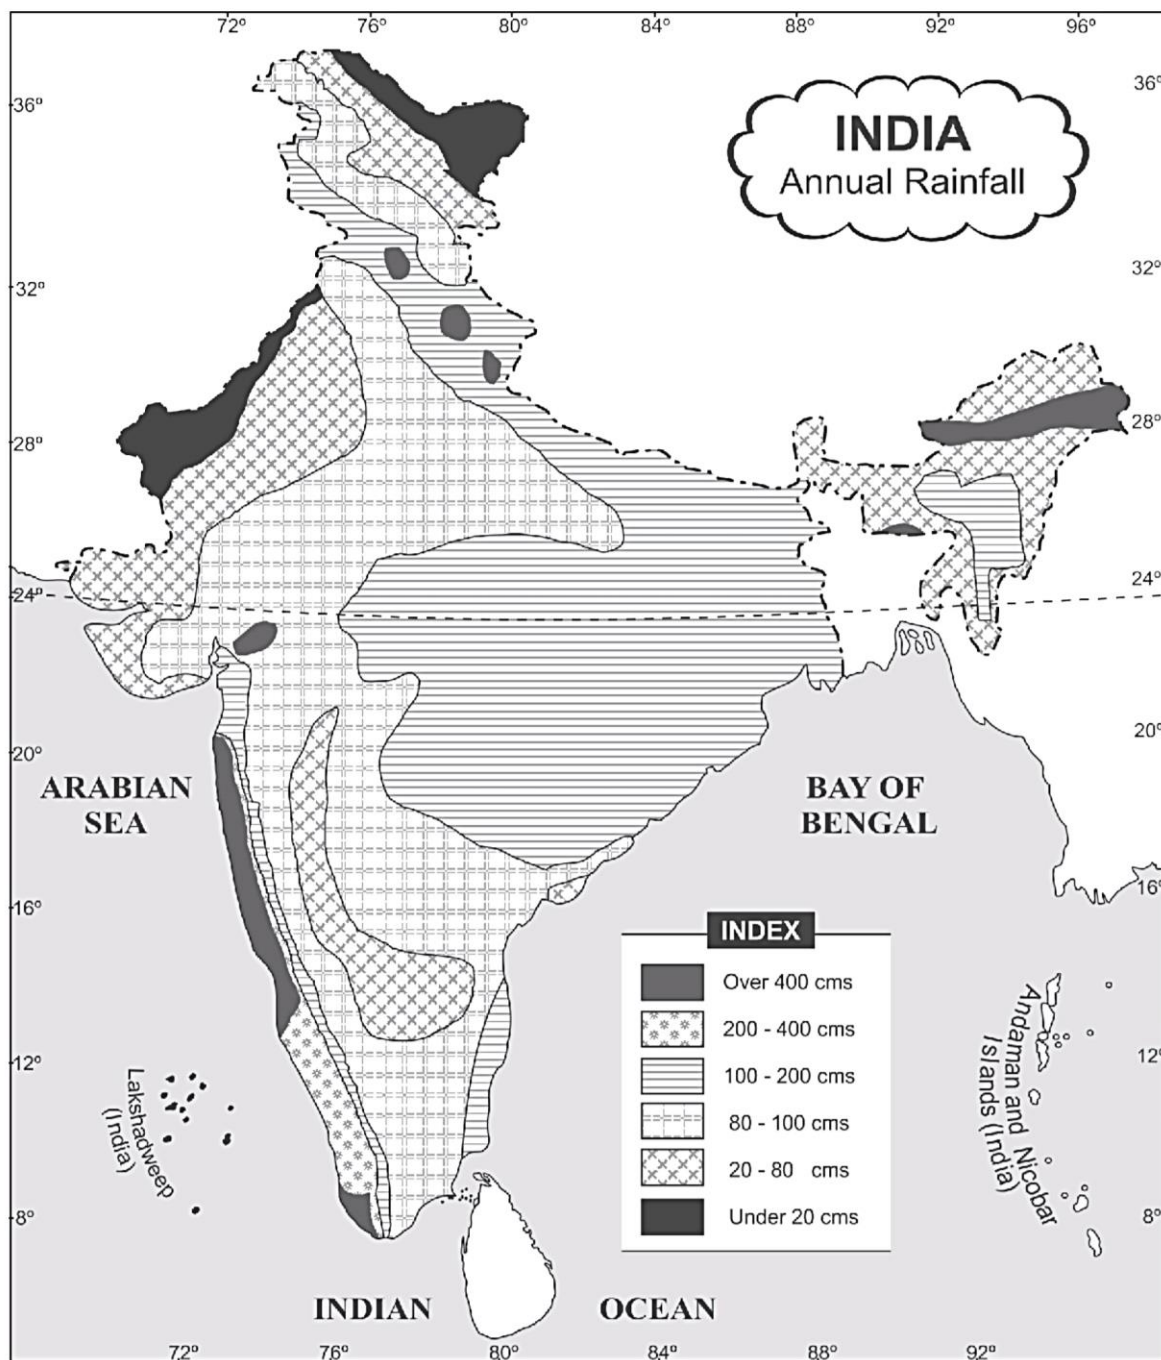 72º 76º 80º 84º 88º 92º 96º
36º 36º
INDIA
Annual Rainfall
32º 32º
28º 28º
24º 24º
20º 20º
ARABIAN
SEA
BAY OF
BENGAL
16º 16º
INDEX
Over 400 cms
200 - 400 cms
100 - 200 cms
80 - 100 cms
20 - 80 cms
Under 20 cms
12º 12º
Lakshadweep
(India)
Andaman and Nicobar
Islands (India)
8º 8º
INDIAN OCEAN
72º 76º 80º 84º 88º 92º